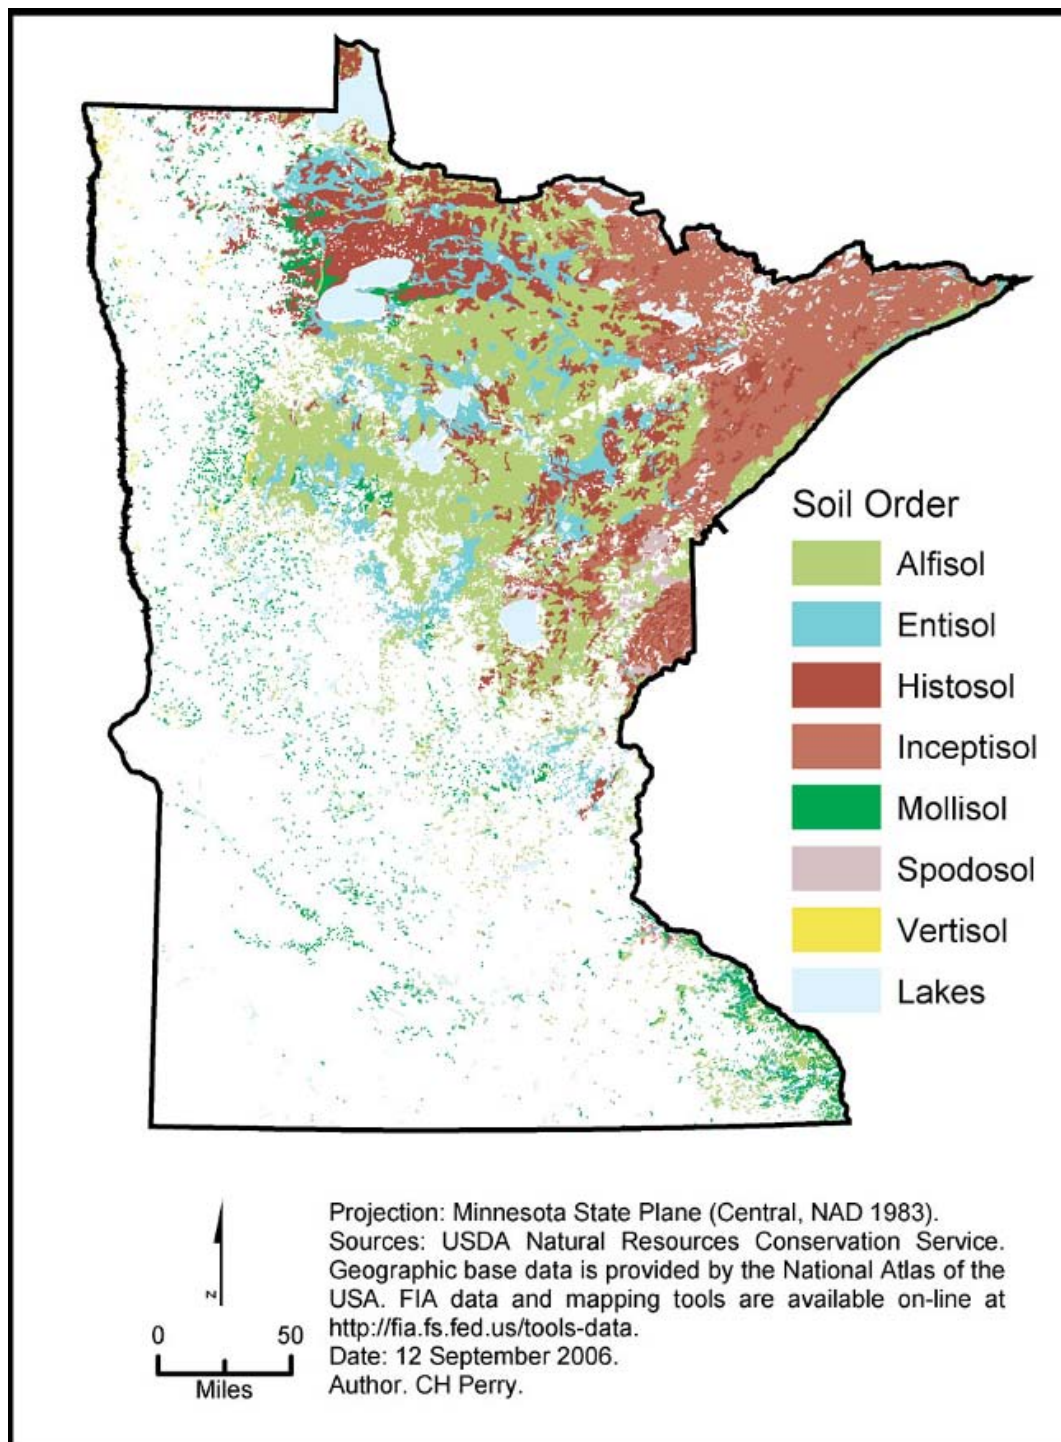 Soil Order
Alfisol
Entisol
Histosol
Inceptisol
Mollisol
Spodosol
Vertisol
Lakes
N
0 50
Miles
Projection: Minnesota State Plane (Central, NAD 1983).
Sources: USDA Natural Resources Conservation Service.
Geographic base data is provided by the National Atlas of the
USA. FIA data and mapping tools are available on-line at
http://fia.fs.fed.us/tools-data.
Date: 12 September 2006.
Author. CH Perry.